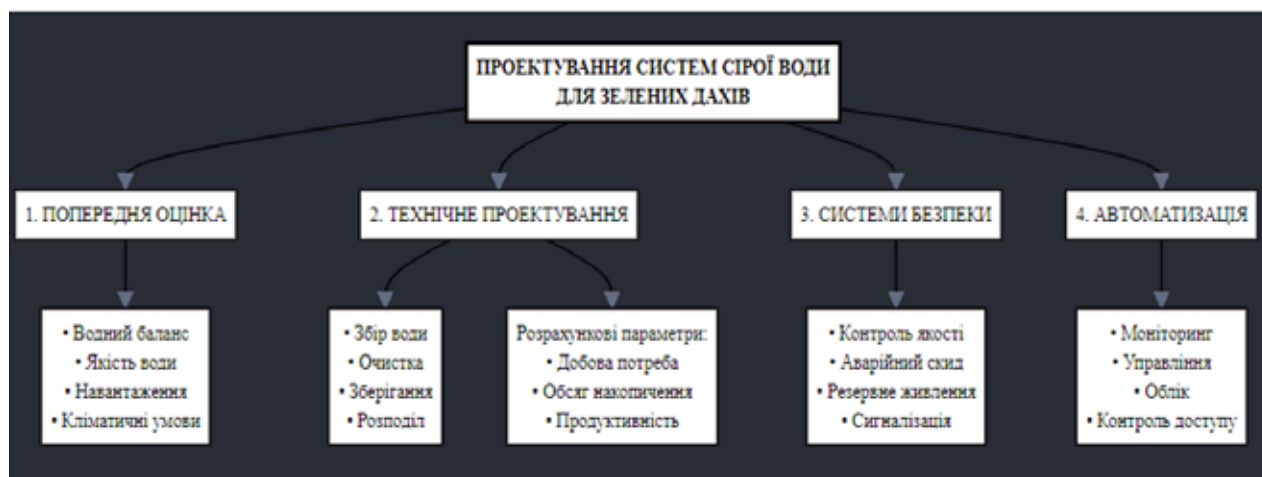 ПРОЕКТУВАННЯ СИСТЕМ СІРОЇ ВОДИ
ДЛЯ ЗЕЛЕНИХ ДАХІВ
1. ПОПЕРЕДНЯ ОЦІНКА
2. ТЕХНІЧНЕ ПРОЕКТУВАННЯ
3. СИСТЕМИ БЕЗПЕКИ
4. АВТОМАТИЗАЦІЯ
• Водний баланс
• Якість води
• Навантаження
• Кліматичні умови
• Збір води
• Очистка
• Зберігання
• Розподіл
Розрахункові параметри:
• Добова потреба
• Обсяг накопичення
• Продуктивність
• Контроль якості
• Аварійний скид
• Резервне живлення
• Сигналізація
• Моніторинг
• Управління
• Облік
• Контроль доступу